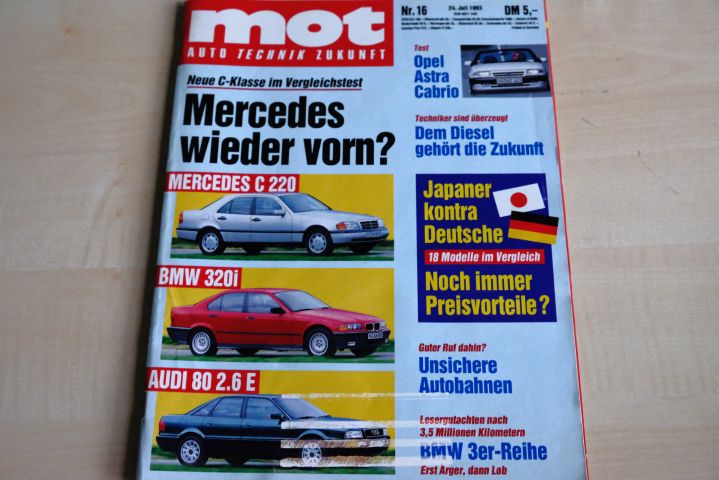 mot
AUTO TECHNIK ZUKUNFT
Nr. 16
24. Juli 1993
DM 5,–
Neue C-Klasse im Vergleichstest
Mercedes
wieder vorn?
MERCEDES C 220
BMW 320i
AUDI 80 2.6 E
Test
Opel
Astra
Cabrio
Techniker sind überzeugt
Dem Diesel
gehört die Zukunft
Japaner
kontra
Deutsche
18 Modelle im Vergleich
Noch immer
Preisvorteile?
Guter Ruf dahin?
Unsichere
Autobahnen
Lesergutachten nach
3,5 Millionen Kilometern
BMW 3er-Reihe
Erst Ärger, dann Lob